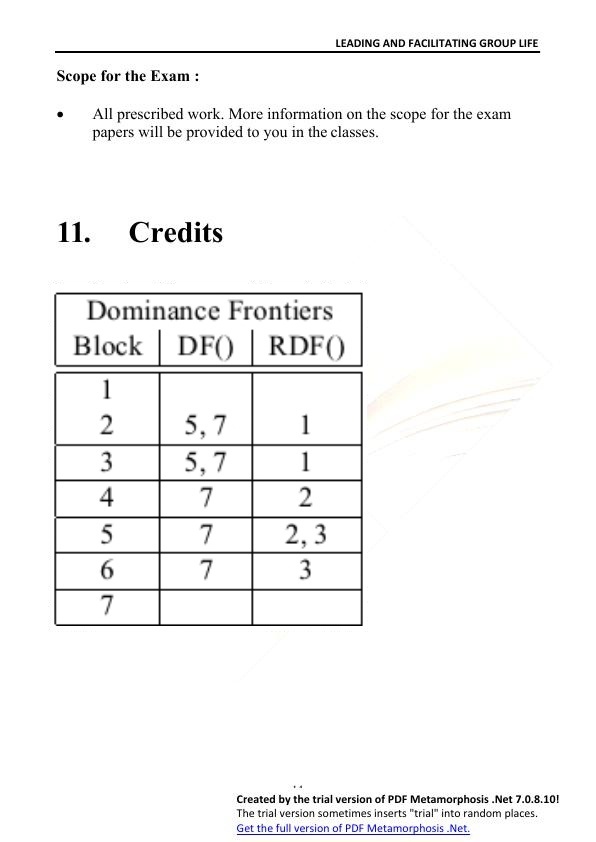 LEADING AND FACILITATING GROUP LIFE
Scope for the Exam :
• All prescribed work. More information on the scope for the exam
papers will be provided to you in the classes.
11. Credits
Dominance Frontiers
Block DF() RDF()
1
2 5, 7 1
3 5, 7 1
4 7 2
5 7 2, 3
6 7 3
7
Created by the trial version of PDF Metamorphosis .Net 7.0.8.10!
The trial version sometimes inserts "trial" into random places.
Get the full version of PDF Metamorphosis .Net.